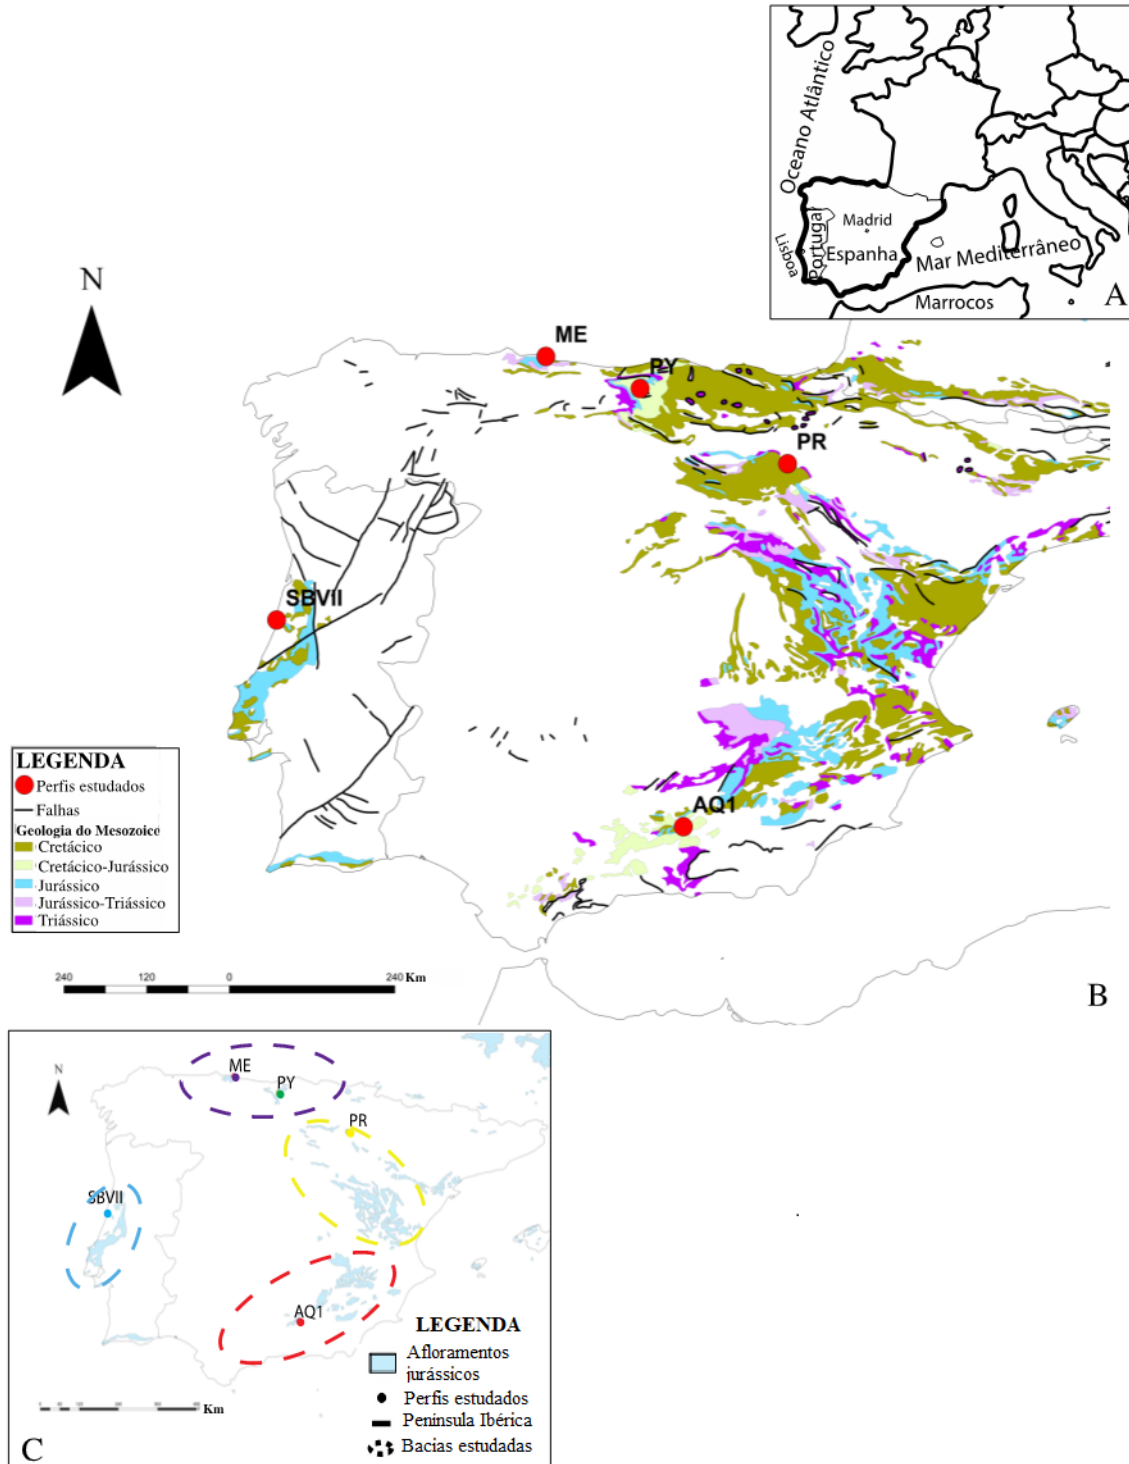 Oceano Atlântico
Portugal
Lisboa
Madrid
Espanha
Mar Mediterrâneo
Marrocos
A
N
ME
PY
PR
SBVII
AQ1
LEGENDA
Perfis estudados
Falhas
Geologia do Mesozoico
Cretácico
Cretácico-Jurássico
Jurássico
Jurássico-Triássico
Triássico
240 120 0 240 Km
B
N
ME
PY
PR
SBVII
AQ1
LEGENDA
Afloramentos
jurássicos
Perfis estudados
Peninsula Ibérica
Bacias estudadas
Km
C